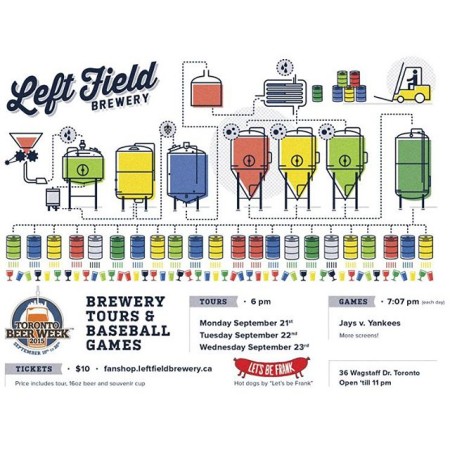 Left Field
BREWERY
TORONTO
BEER WEEK
2015
BREWERY
TOURS &
BASEBALL
GAMES
TOURS • 6 pm
Monday September 21st
Tuesday September 22nd
Wednesday September 23rd
GAMES • 7:07 pm (each day)
Jays v. Yankees
More screens!
TICKETS • $10 • fanshop.leftfieldbrewery.ca
Price includes tour, 16oz beer and souvenir cup
LET'S BE FRANK
Hot dogs by "Let's be Frank"
36 Wagstaff Dr. Toronto
Open 'till 11 pm